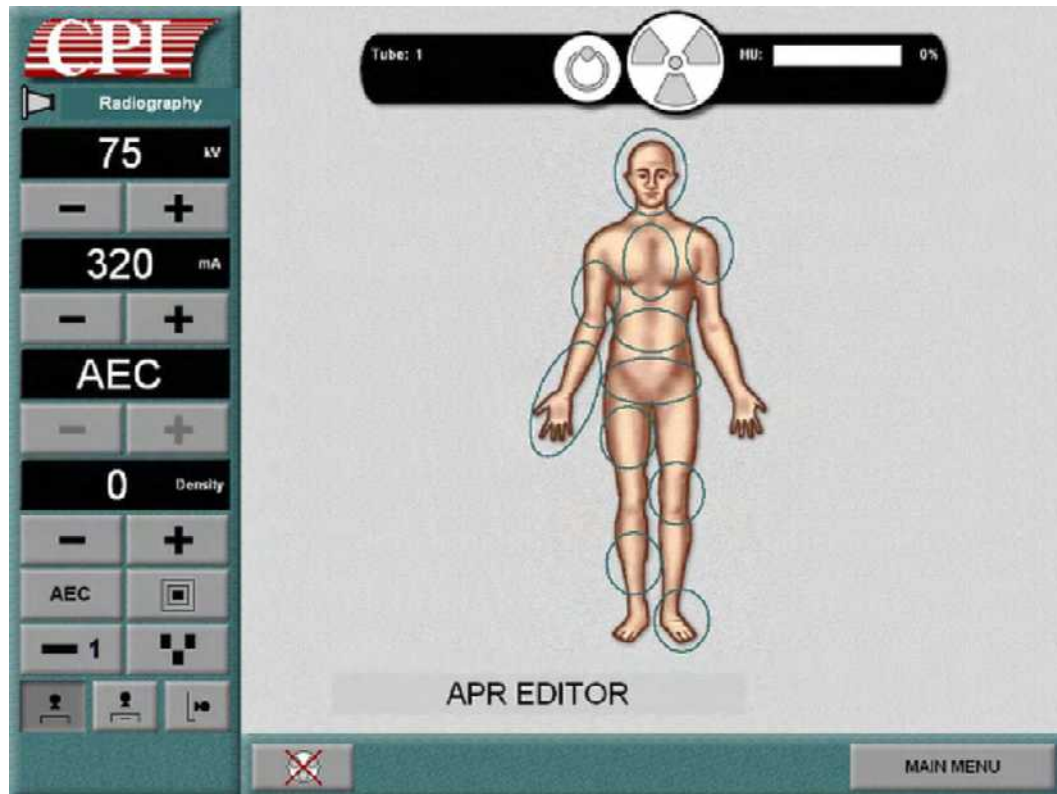 CPI
Tube: 1
HU:
0%
Radiography
75 kV
320 mA
AEC
0 Density
AEC
1
APR EDITOR
MAIN MENU